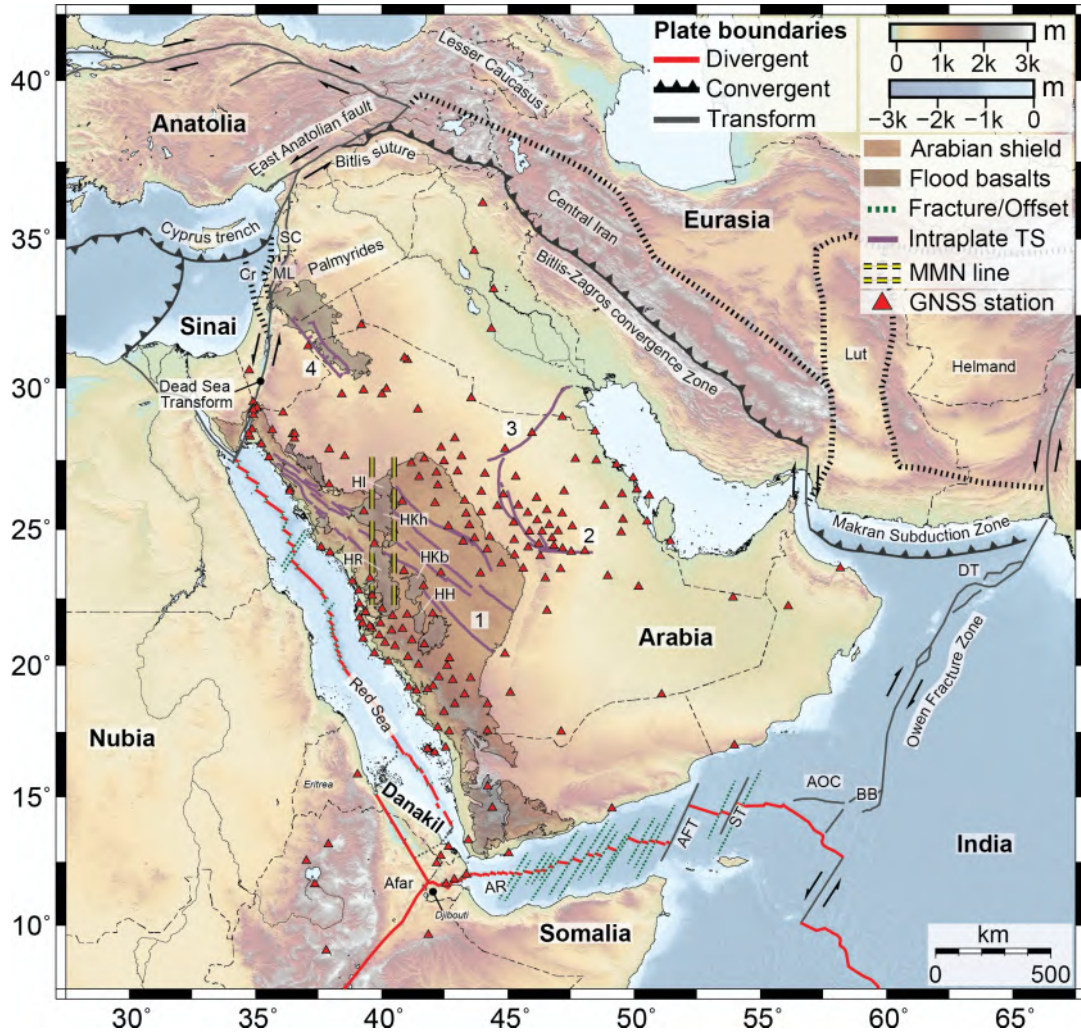 Plate boundaries
Divergent
Convergent
Transform
m
0 1k 2k 3k
m
−3k −2k −1k 0
Arabian shield
Flood basalts
Fracture/Offset
Intraplate TS
MMN line
GNSS station
40°
35°
30°
25°
20°
15°
10°
Lesser Caucasus
Anatolia
East Anatolian fault
Bitlis suture
Eurasia
Central Iran
Cyprus trench
SC
Palmyrides
Cr
ML
Bitlis-Zagros convergence Zone
Sinai
Lut
Helmand
4
Dead Sea
Transform
3
HI
HKh
2
Makran Subduction Zone
HR
HKb
DT
HH
1
Arabia
Owen Fracture Zone
Red Sea
Nubia
Eritrea
Danakil
AOC
BB
AFT
ST
India
Afar
AR
Djibouti
Somalia
km
0 500
30° 35° 40° 45° 50° 55° 60° 65°